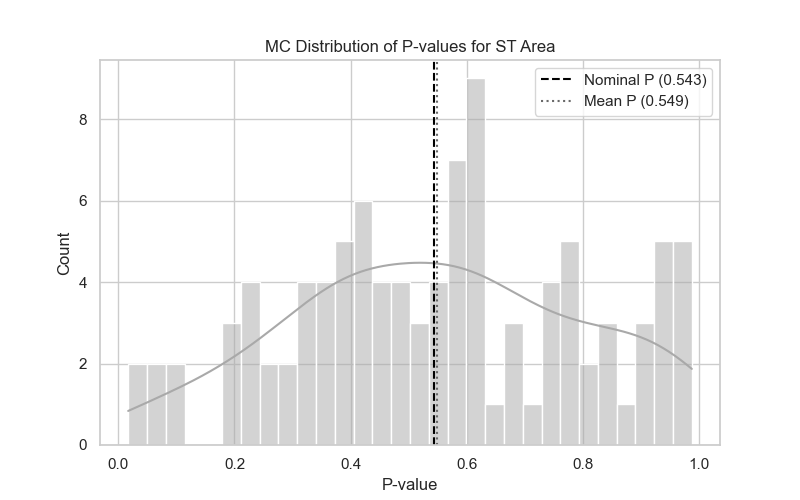 MC Distribution of P-values for ST Area
Nominal P (0.543)
Mean P (0.549)
Count
8
6
4
2
0
0.0 0.2 0.4 0.6 0.8 1.0
P-value